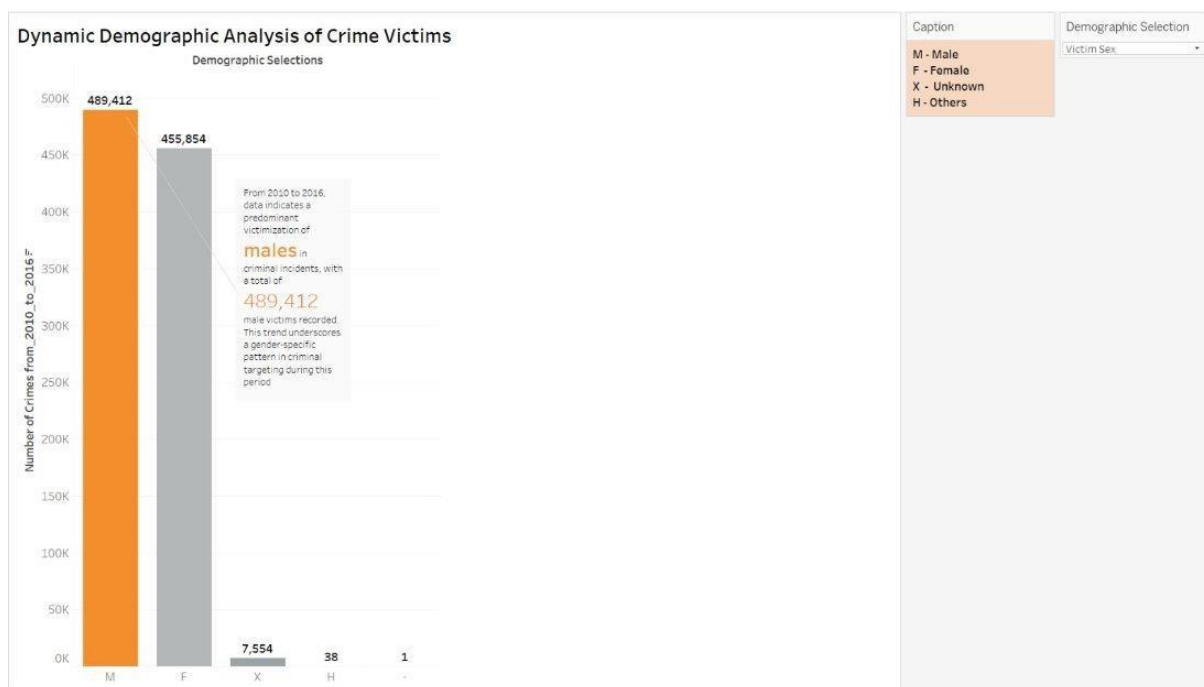 Dynamic Demographic Analysis of Crime Victims
Demographic Selections
Number of Crimes from_2010_to_2016
500K
450K
400K
350K
300K
250K
200K
150K
100K
50K
0K
489,412
455,854
7,554
38
1
M
F
X
H
-
From 2010 to 2016,
data indicates a
predominant
victimization of
males in
criminal incidents, with
a total of
489,412
male victims recorded.
This trend underscores
a gender-specific
pattern in criminal
targeting during this
period
Caption
M - Male
F - Female
X - Unknown
H - Others
Demographic Selection
Victim Sex